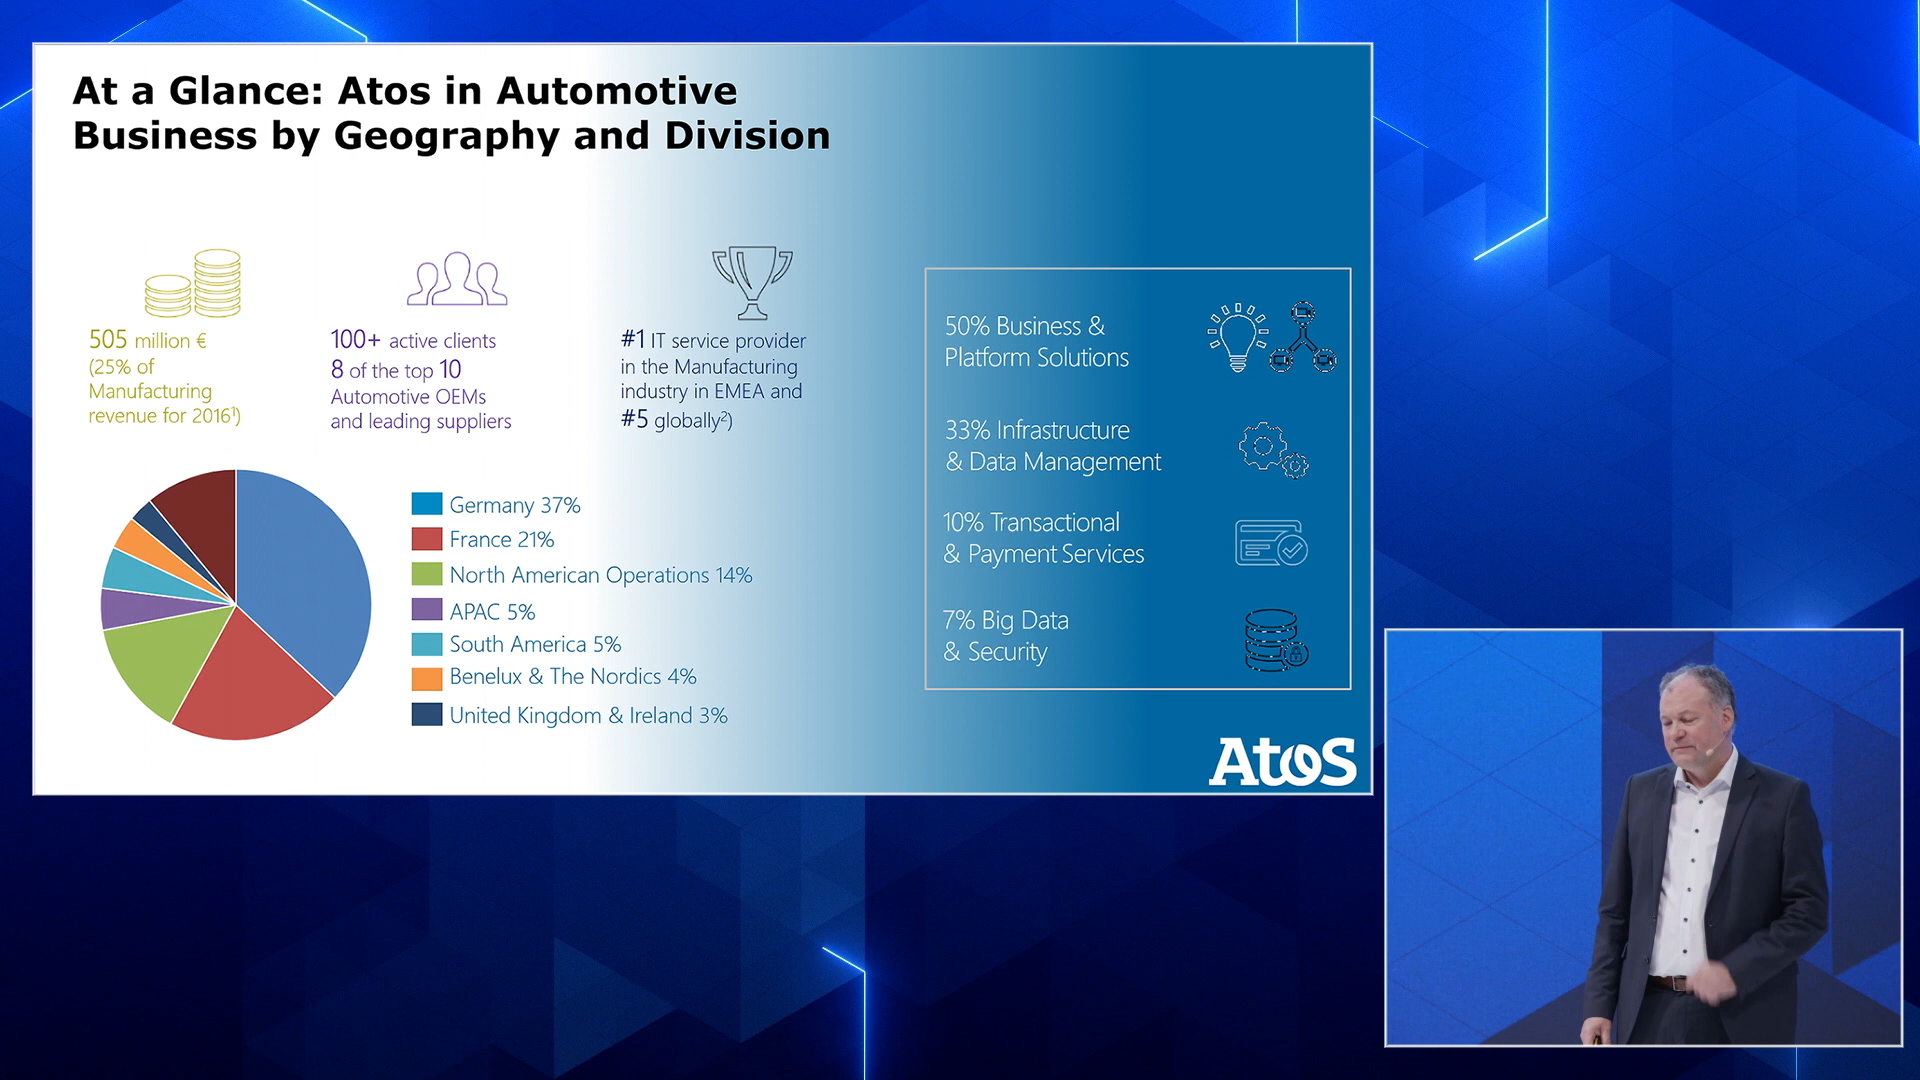 At a Glance: Atos in Automotive
Business by Geography and Division
505 million €
(25% of
Manufacturing
revenue for 2016¹)
100+ active clients
8 of the top 10
Automotive OEMs
and leading suppliers
#1 IT service provider
in the Manufacturing
industry in EMEA and
#5 globally²)
Germany 37%
France 21%
North American Operations 14%
APAC 5%
South America 5%
Benelux & The Nordics 4%
United Kingdom & Ireland 3%
50% Business &
Platform Solutions
33% Infrastructure
& Data Management
10% Transactional
& Payment Services
7% Big Data
& Security
Atos